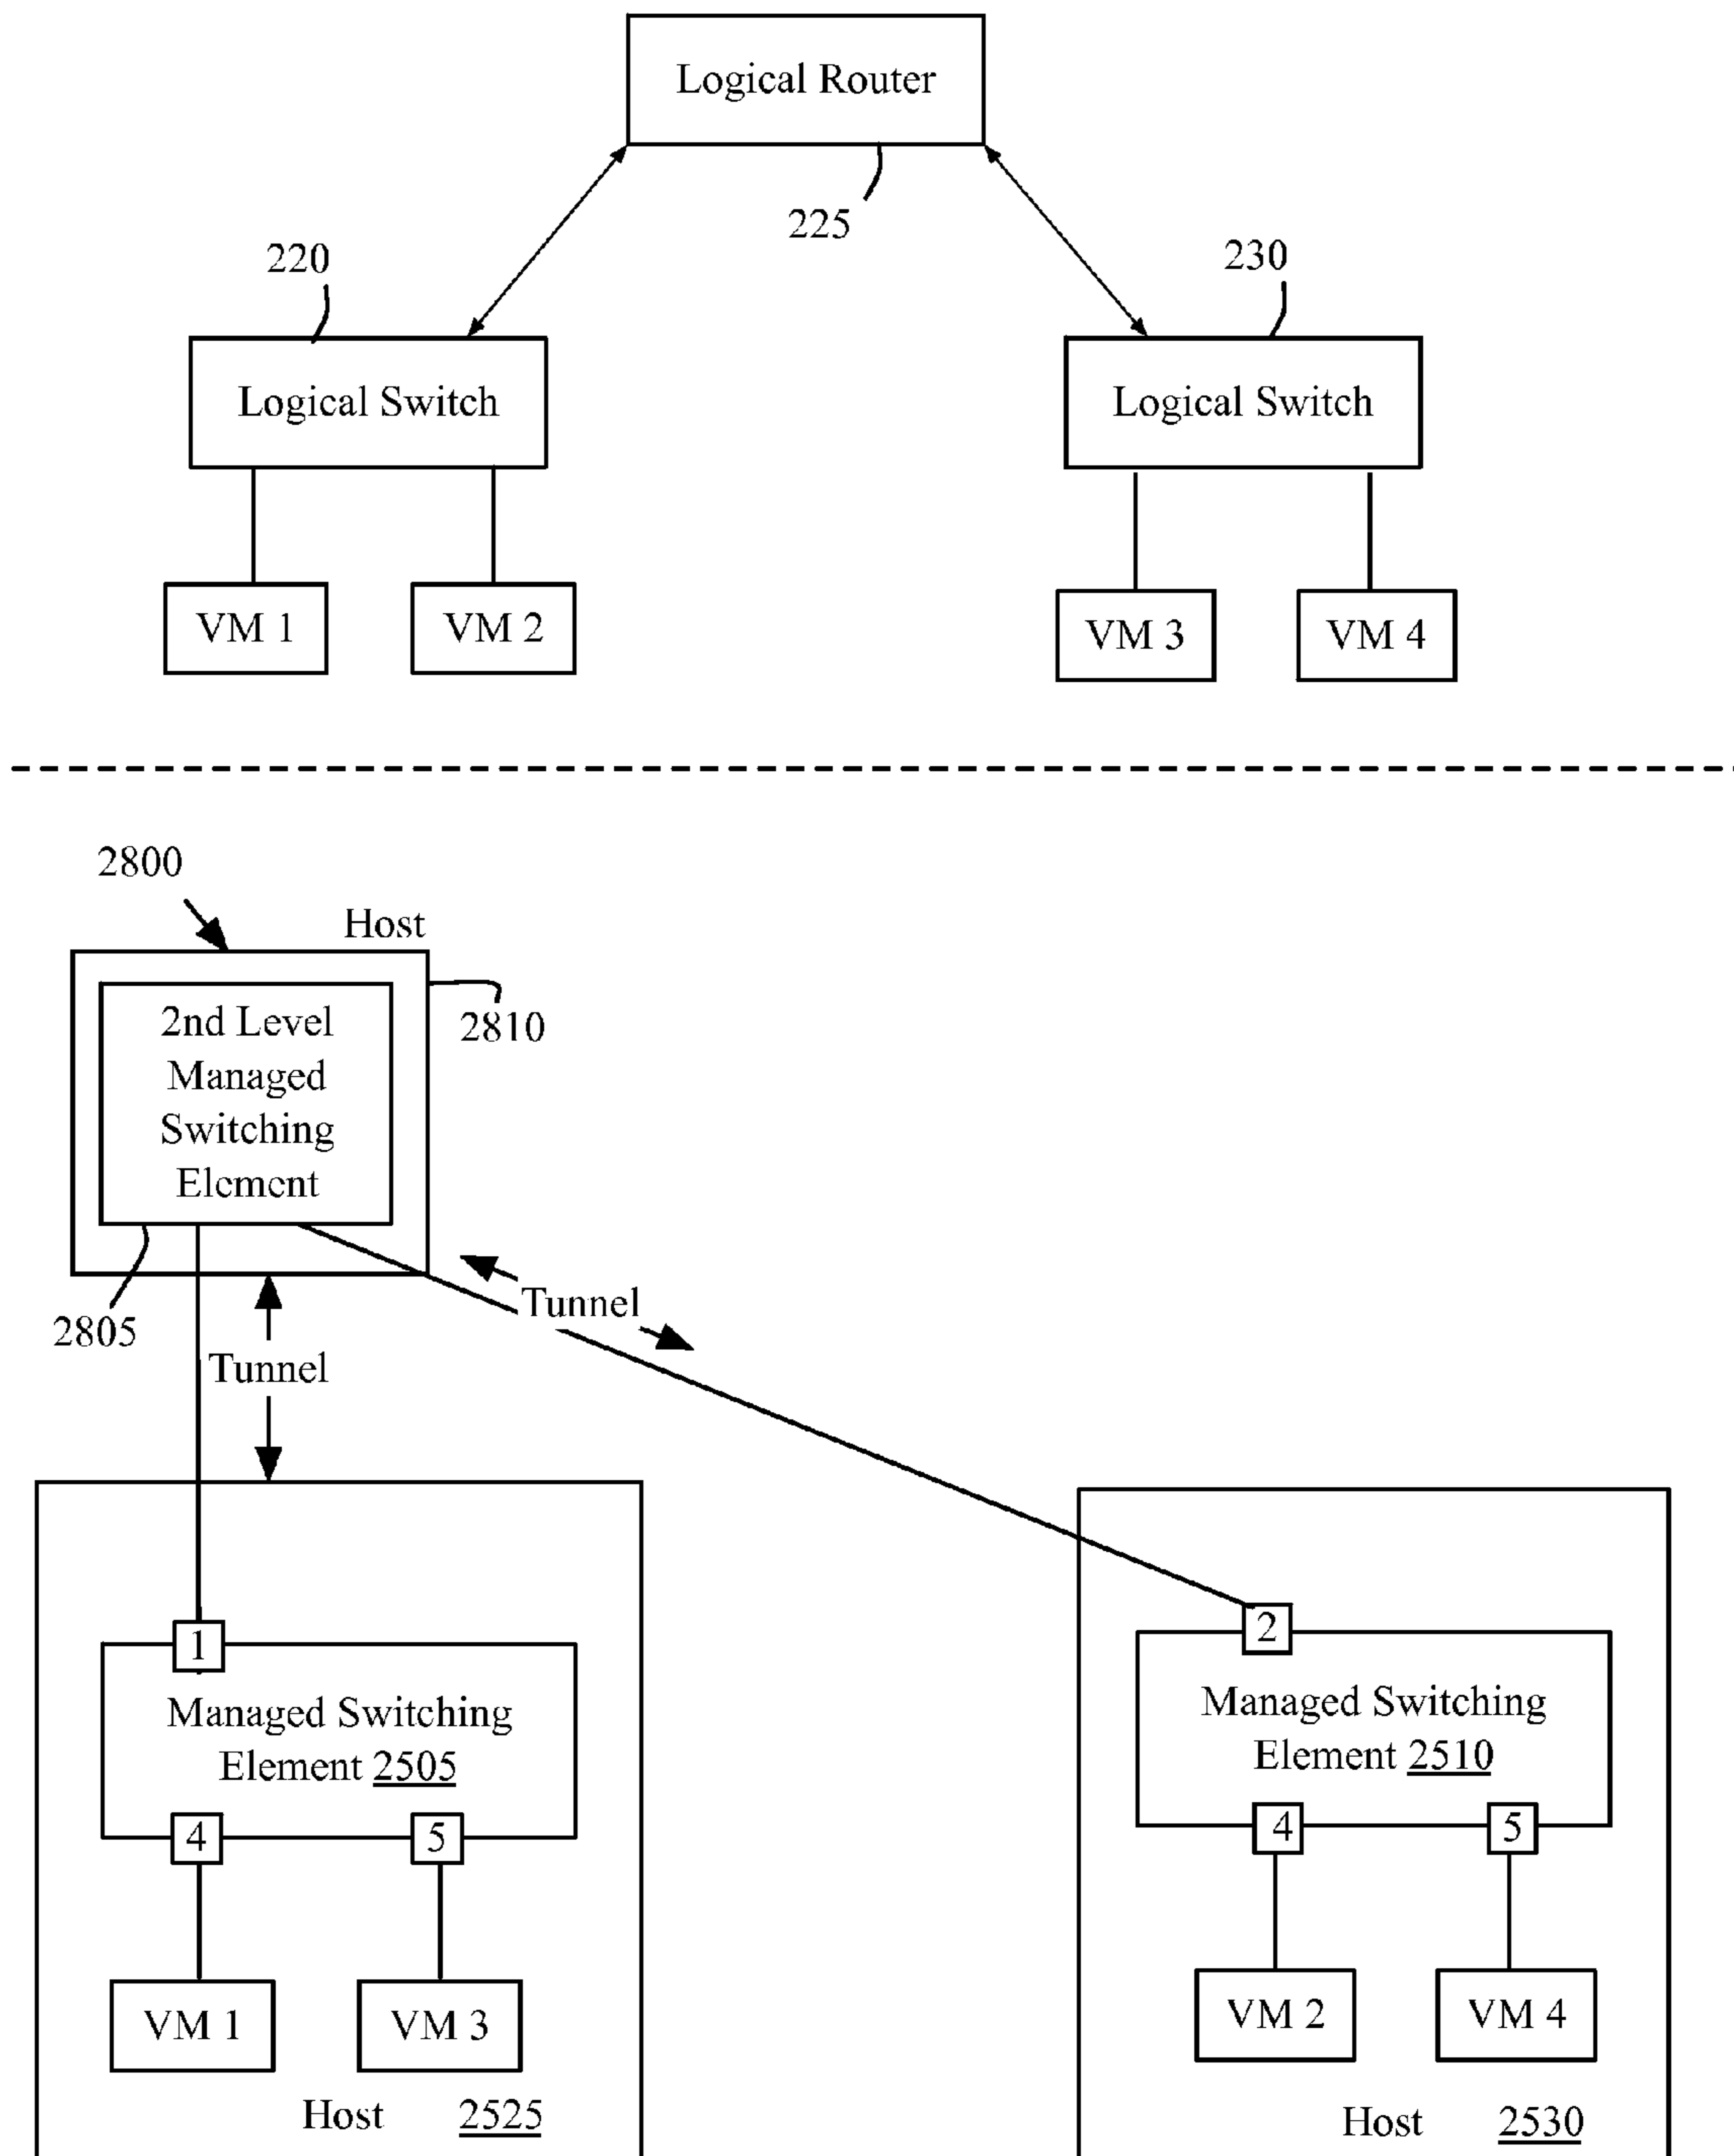 Logical Router
225
220
230
Logical Switch
Logical Switch
VM 1
VM 2
VM 3
VM 4
2800
Host
2nd Level
Managed
Switching
Element
2810
2805
Tunnel
Tunnel
1
2
Managed Switching
Element 2505
Managed Switching
Element 2510
4
5
4
5
VM 1
VM 3
VM 2
VM 4
Host 2525
Host 2530